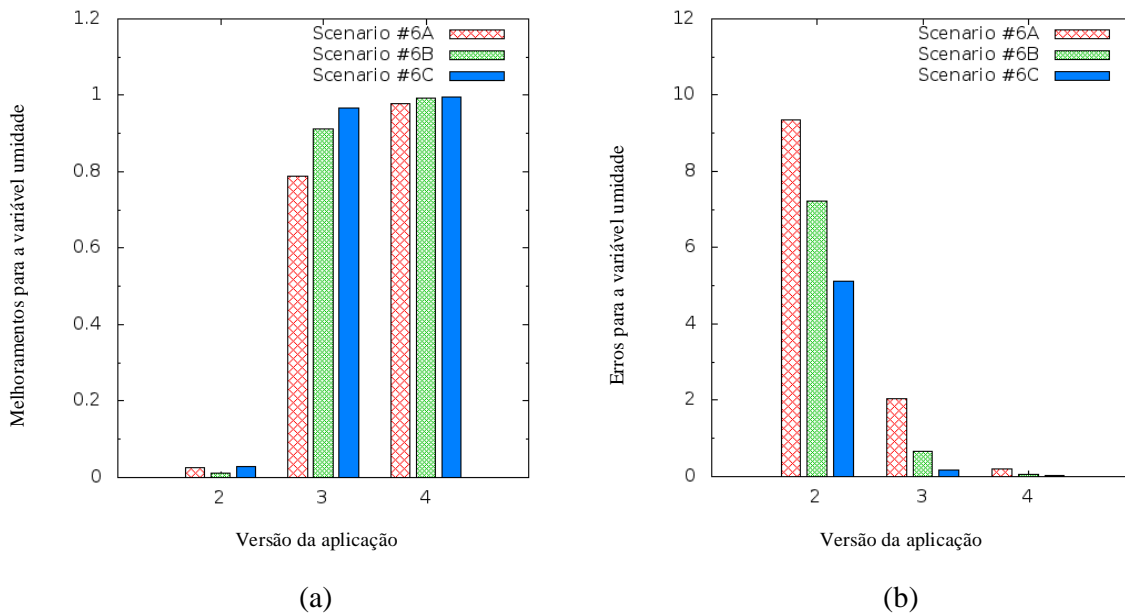 1.2
1
0.8
0.6
0.4
0.2
0
Melhoramentos para a variável umidade
Scenario #6A
Scenario #6B
Scenario #6C
2 3 4
Versão da aplicação
(a)
12
10
8
6
4
2
0
Erros para a variável umidade
Scenario #6A
Scenario #6B
Scenario #6C
2 3 4
Versão da aplicação
(b)